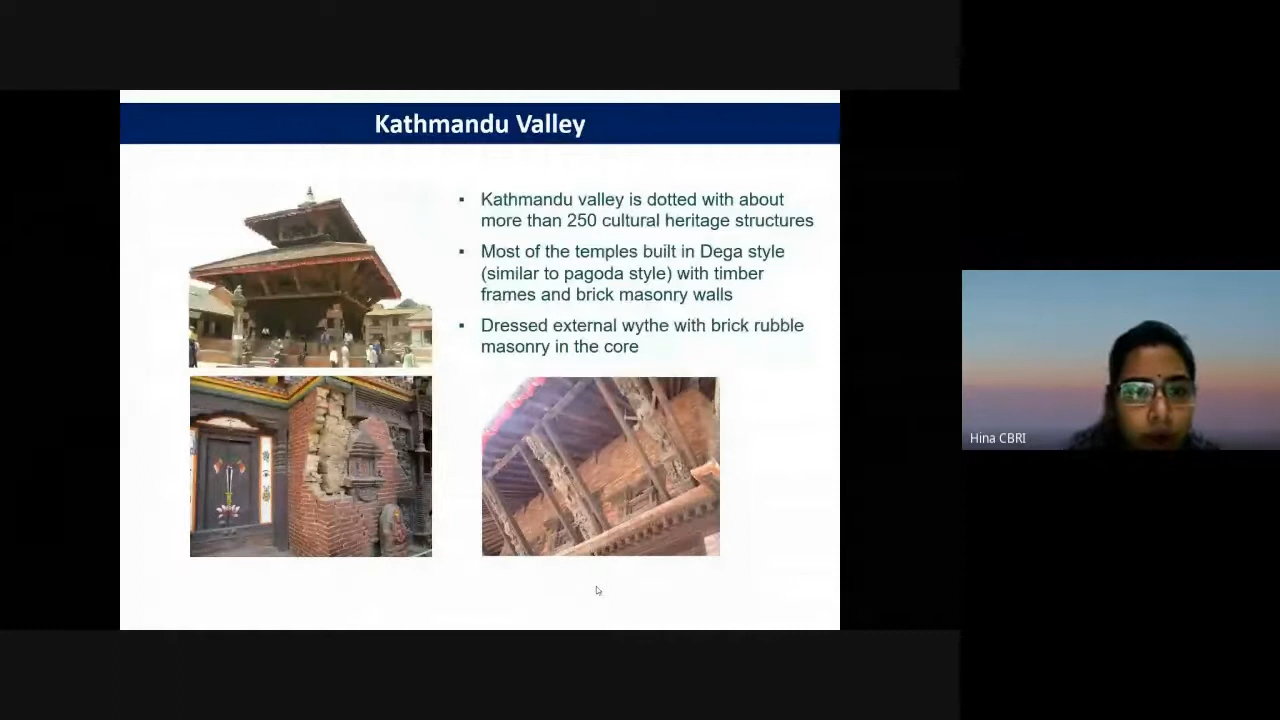 Kathmandu Valley
▪ Kathmandu valley is dotted with about
more than 250 cultural heritage structures
▪ Most of the temples built in Dega style
(similar to pagoda style) with timber
frames and brick masonry walls
▪ Dressed external wythe with brick rubble
masonry in the core
Hina CBRI